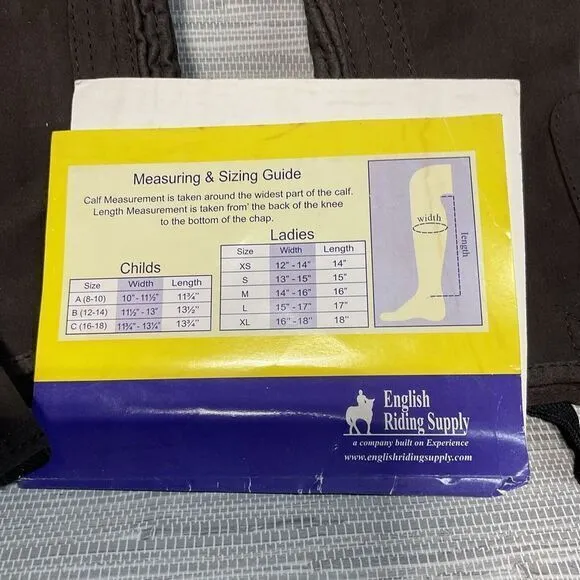 Measuring & Sizing Guide
Calf Measurement is taken around the widest part of the calf.
Length Measurement is taken from' the back of the knee
to the bottom of the chap.
Childs
Size Width Length
A (8-10) 10" - 11½" 11¾"
B (12-14) 11½" - 13" 13½"
C (16-18) 11¾" - 13¼" 13¾"
Ladies
Size Width Length
XS 12" - 14" 14"
S 13" - 15" 15"
M 14" - 16" 16"
L 15" - 17" 17"
XL 16" - 18" 18"
width
length
English
Riding Supply
a company built on Experience
www.englishridingsupply.com